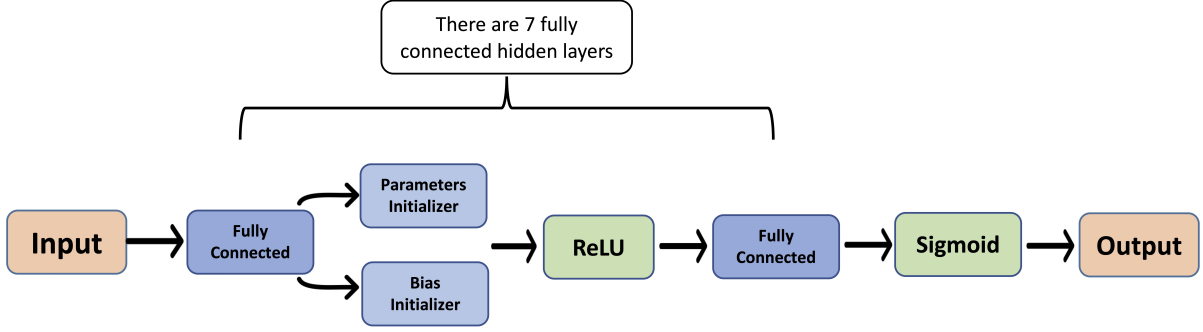 There are 7 fully
connected hidden layers
Input
Fully
Connected
Parameters
Initializer
Bias
Initializer
ReLU
Fully
Connected
Sigmoid
Output